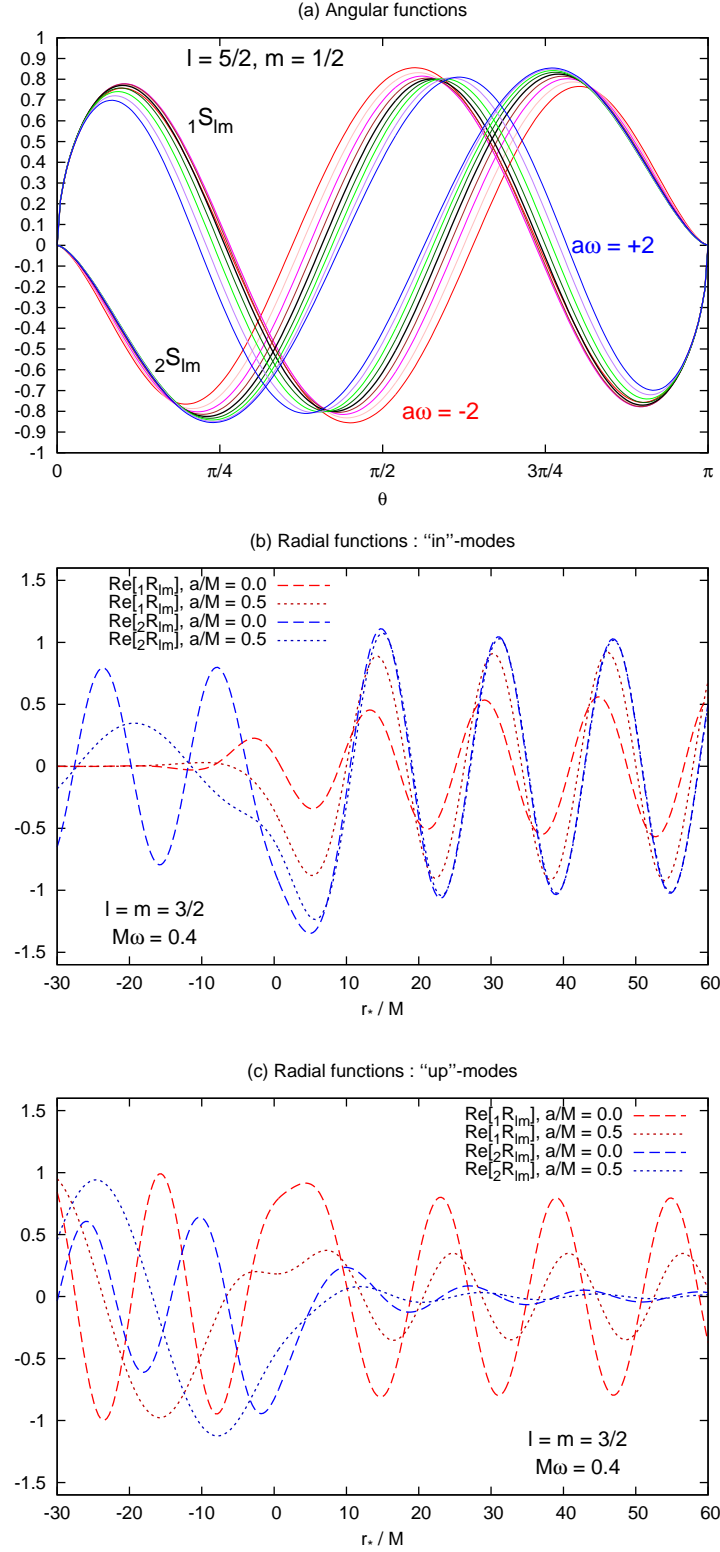 (a) Angular functions
1
0.9
0.8
0.7
0.6
0.5
0.4
0.3
0.2
0.1
0
-0.1
-0.2
-0.3
-0.4
-0.5
-0.6
-0.7
-0.8
-0.9
-1
l = 5/2, m = 1/2
₁Slm
₂Slm
aω = +2
aω = -2
0 π/4 π/2 3π/4 π
θ
(b) Radial functions : "in"-modes
1.5
1
0.5
0
-0.5
-1
-1.5
Re[₁Rlm], a/M = 0.0
Re[₁Rlm], a/M = 0.5
Re[₂Rlm], a/M = 0.0
Re[₂Rlm], a/M = 0.5
l = m = 3/2
Mω = 0.4
-30 -20 -10 0 10 20 30 40 50 60
r* / M
(c) Radial functions : "up"-modes
1.5
1
0.5
0
-0.5
-1
-1.5
Re[₁Rlm], a/M = 0.0
Re[₁Rlm], a/M = 0.5
Re[₂Rlm], a/M = 0.0
Re[₂Rlm], a/M = 0.5
l = m = 3/2
Mω = 0.4
-30 -20 -10 0 10 20 30 40 50 60
r* / M